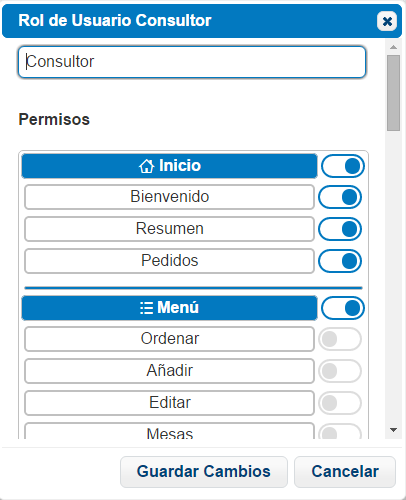 Rol de Usuario Consultor
Consultor
Permisos
Inicio
Bienvenido
Resumen
Pedidos
Menú
Ordenar
Añadir
Editar
Mesas
Guardar Cambios
Cancelar